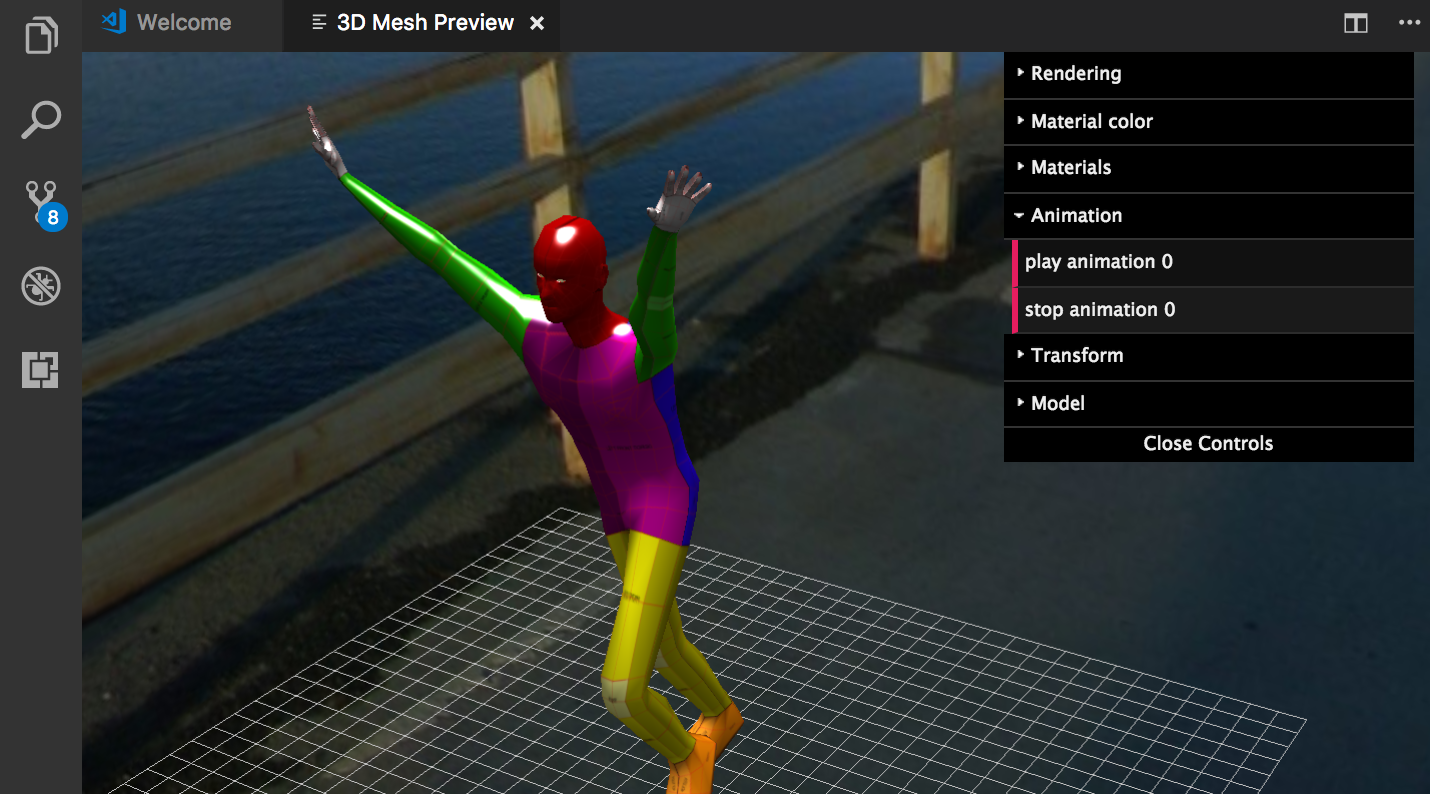 Welcome
3D Mesh Preview
8
Rendering
Material color
Materials
Animation
play animation 0
stop animation 0
Transform
Model
Close Controls